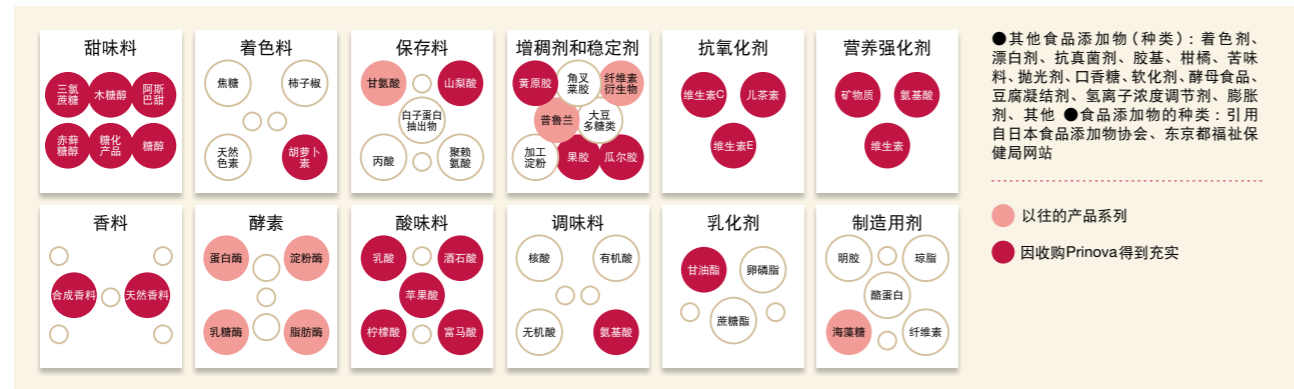 甜味料
三氯
蔗糖
木糖醇
阿斯
巴甜
赤藓
糖醇
糖化
产品
糖醇
着色料
焦糖
柿子椒
天然
色素
胡萝卜
素
保存料
甘氨酸
山梨酸
白子蛋白
抽出物
丙酸
聚赖
氨酸
增稠剂和稳定剂
黄原胶
角叉
菜胶
纤维素
衍生物
普鲁兰
大豆
多糖类
加工
淀粉
果胶
瓜尔胶
抗氧化剂
维生素C
儿茶素
维生素E
营养强化剂
矿物质
氨基酸
维生素
●其他食品添加物（种类）：着色剂、
漂白剂、抗真菌剂、胶基、柑橘、苦味
料、抛光剂、口香糖、软化剂、酵母食品、
豆腐凝结剂、氢离子浓度调节剂、膨胀
剂、其他 ●食品添加物的种类：引用
自日本食品添加物协会、东京都福祉保
健局网站
香料
合成香料
天然香料
酵素
蛋白酶
淀粉酶
乳糖酶
脂肪酶
酸味料
乳酸
酒石酸
苹果酸
柠檬酸
富马酸
调味料
核酸
有机酸
无机酸
氨基酸
乳化剂
甘油酯
卵磷脂
蔗糖酯
制造用剂
明胶
琼脂
酪蛋白
海藻糖
纤维素
以往的产品系列
因收购Prinova得到充实